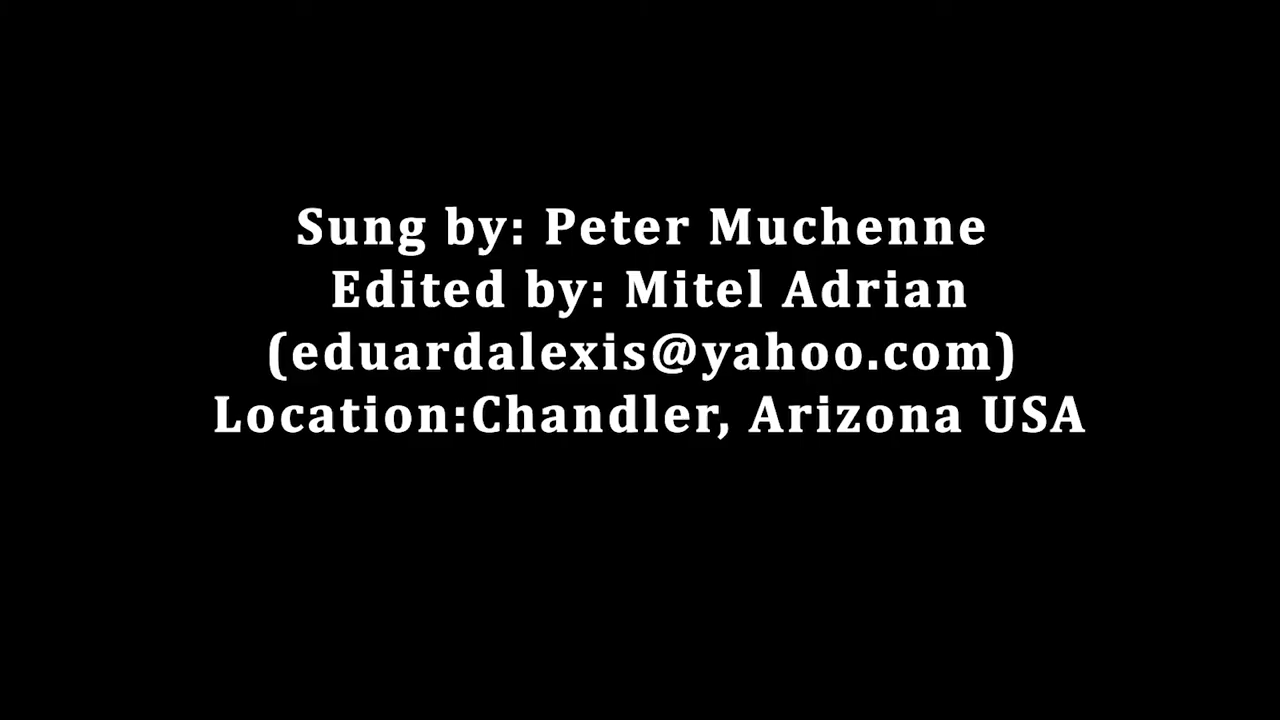 Sung by: Peter Muchenne
Edited by: Mitel Adrian
(eduardalexis@yahoo.com)
Location:Chandler, Arizona USA